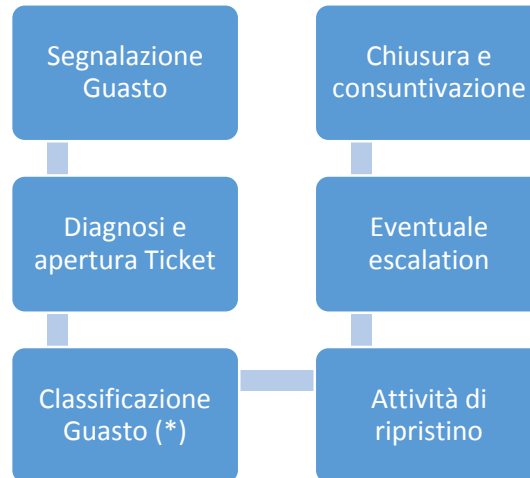 Segnalazione
Guasto
Diagnosi e
apertura Ticket
Classificazione
Guasto (*)
Attività di
ripristino
Eventuale
escalation
Chiusura e
consuntivazione